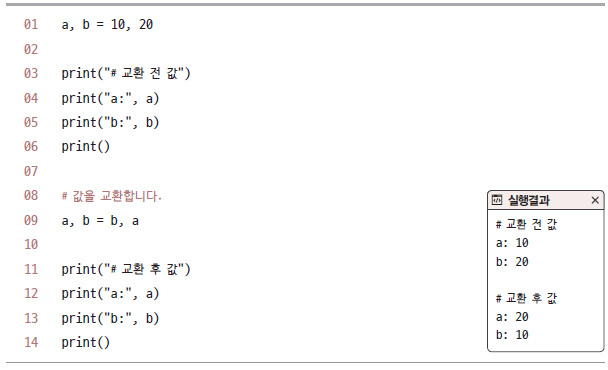 01 a, b = 10, 20
02
03 print("# 교환 전 값")
04 print("a:", a)
05 print("b:", b)
06 print()
07
08 # 값을 교환합니다.
09 a, b = b, a
10
11 print("# 교환 후 값")
12 print("a:", a)
13 print("b:", b)
14 print()
실행결과 ×
# 교환 전 값
a: 10
b: 20
# 교환 후 값
a: 20
b: 10